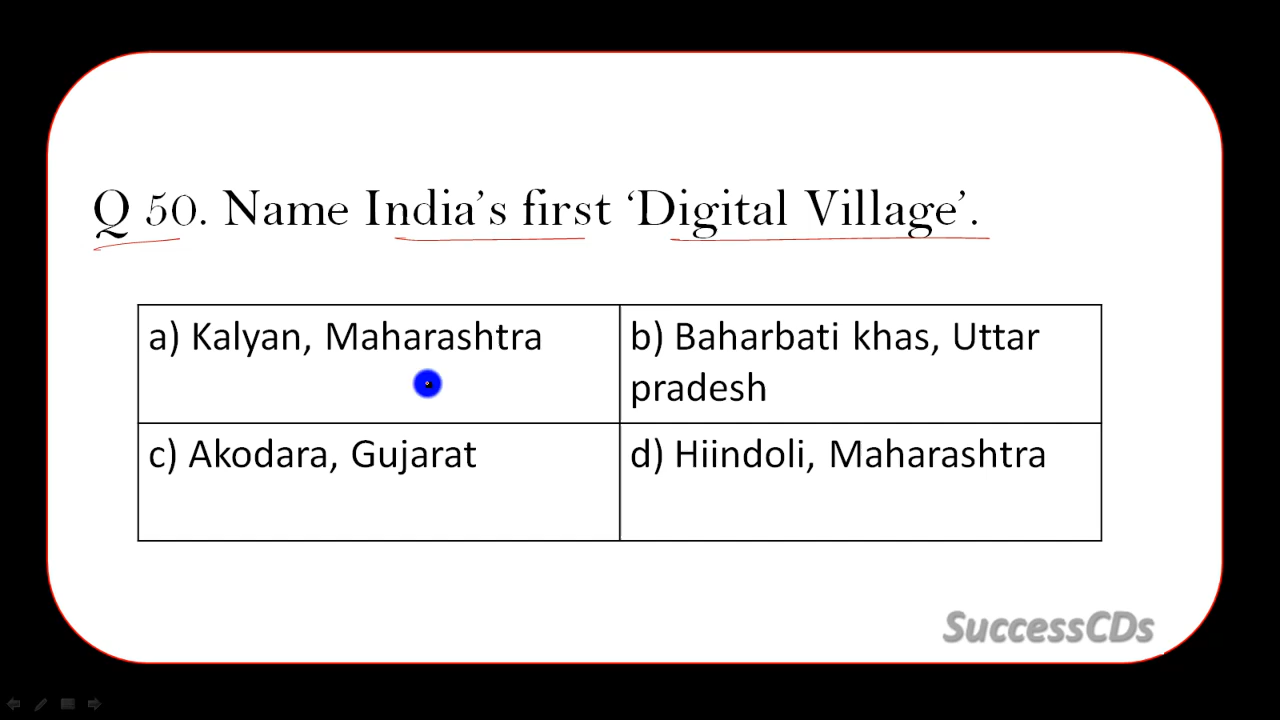 Q 50. Name India's first ‘Digital Village’.
a) Kalyan, Maharashtra
b) Baharbati khas, Uttar
pradesh
c) Akodara, Gujarat
d) Hiindoli, Maharashtra
SuccessCDs